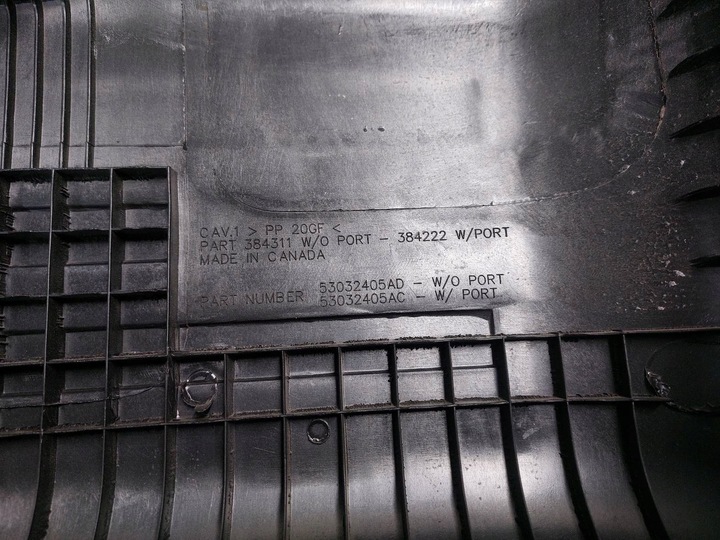 CAV.1 > PP 20GF <
PART 384311 W/O PORT - 384222 W/PORT
MADE IN CANADA
53032405AD - W/O PORT
PART NUMBER 53032405AC - W/ PORT